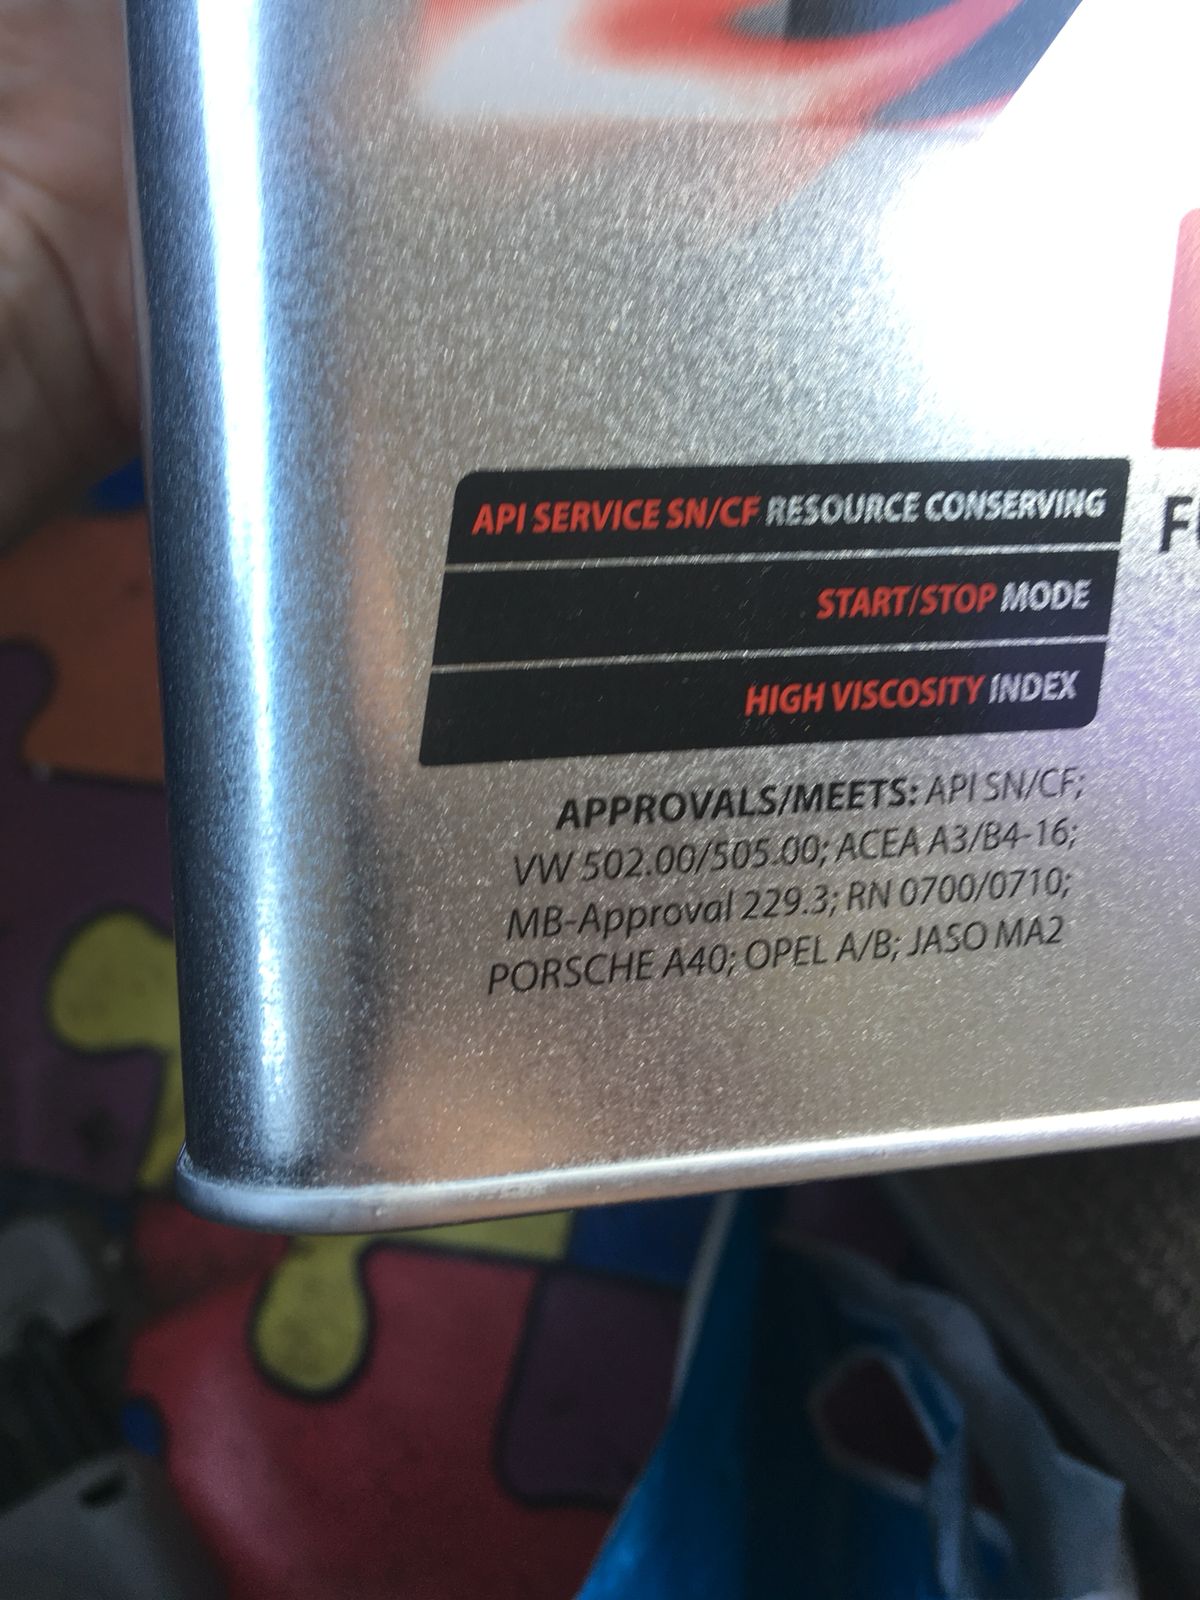 API SERVICE SN/CF RESOURCE CONSERVING
START/STOP MODE
HIGH VISCOSITY INDEX
APPROVALS/MEETS: API SN/CF;
VW 502.00/505.00; ACEA A3/B4-16;
MB-Approval 229.3; RN 0700/0710;
PORSCHE A40; OPEL A/B; JASO MA2